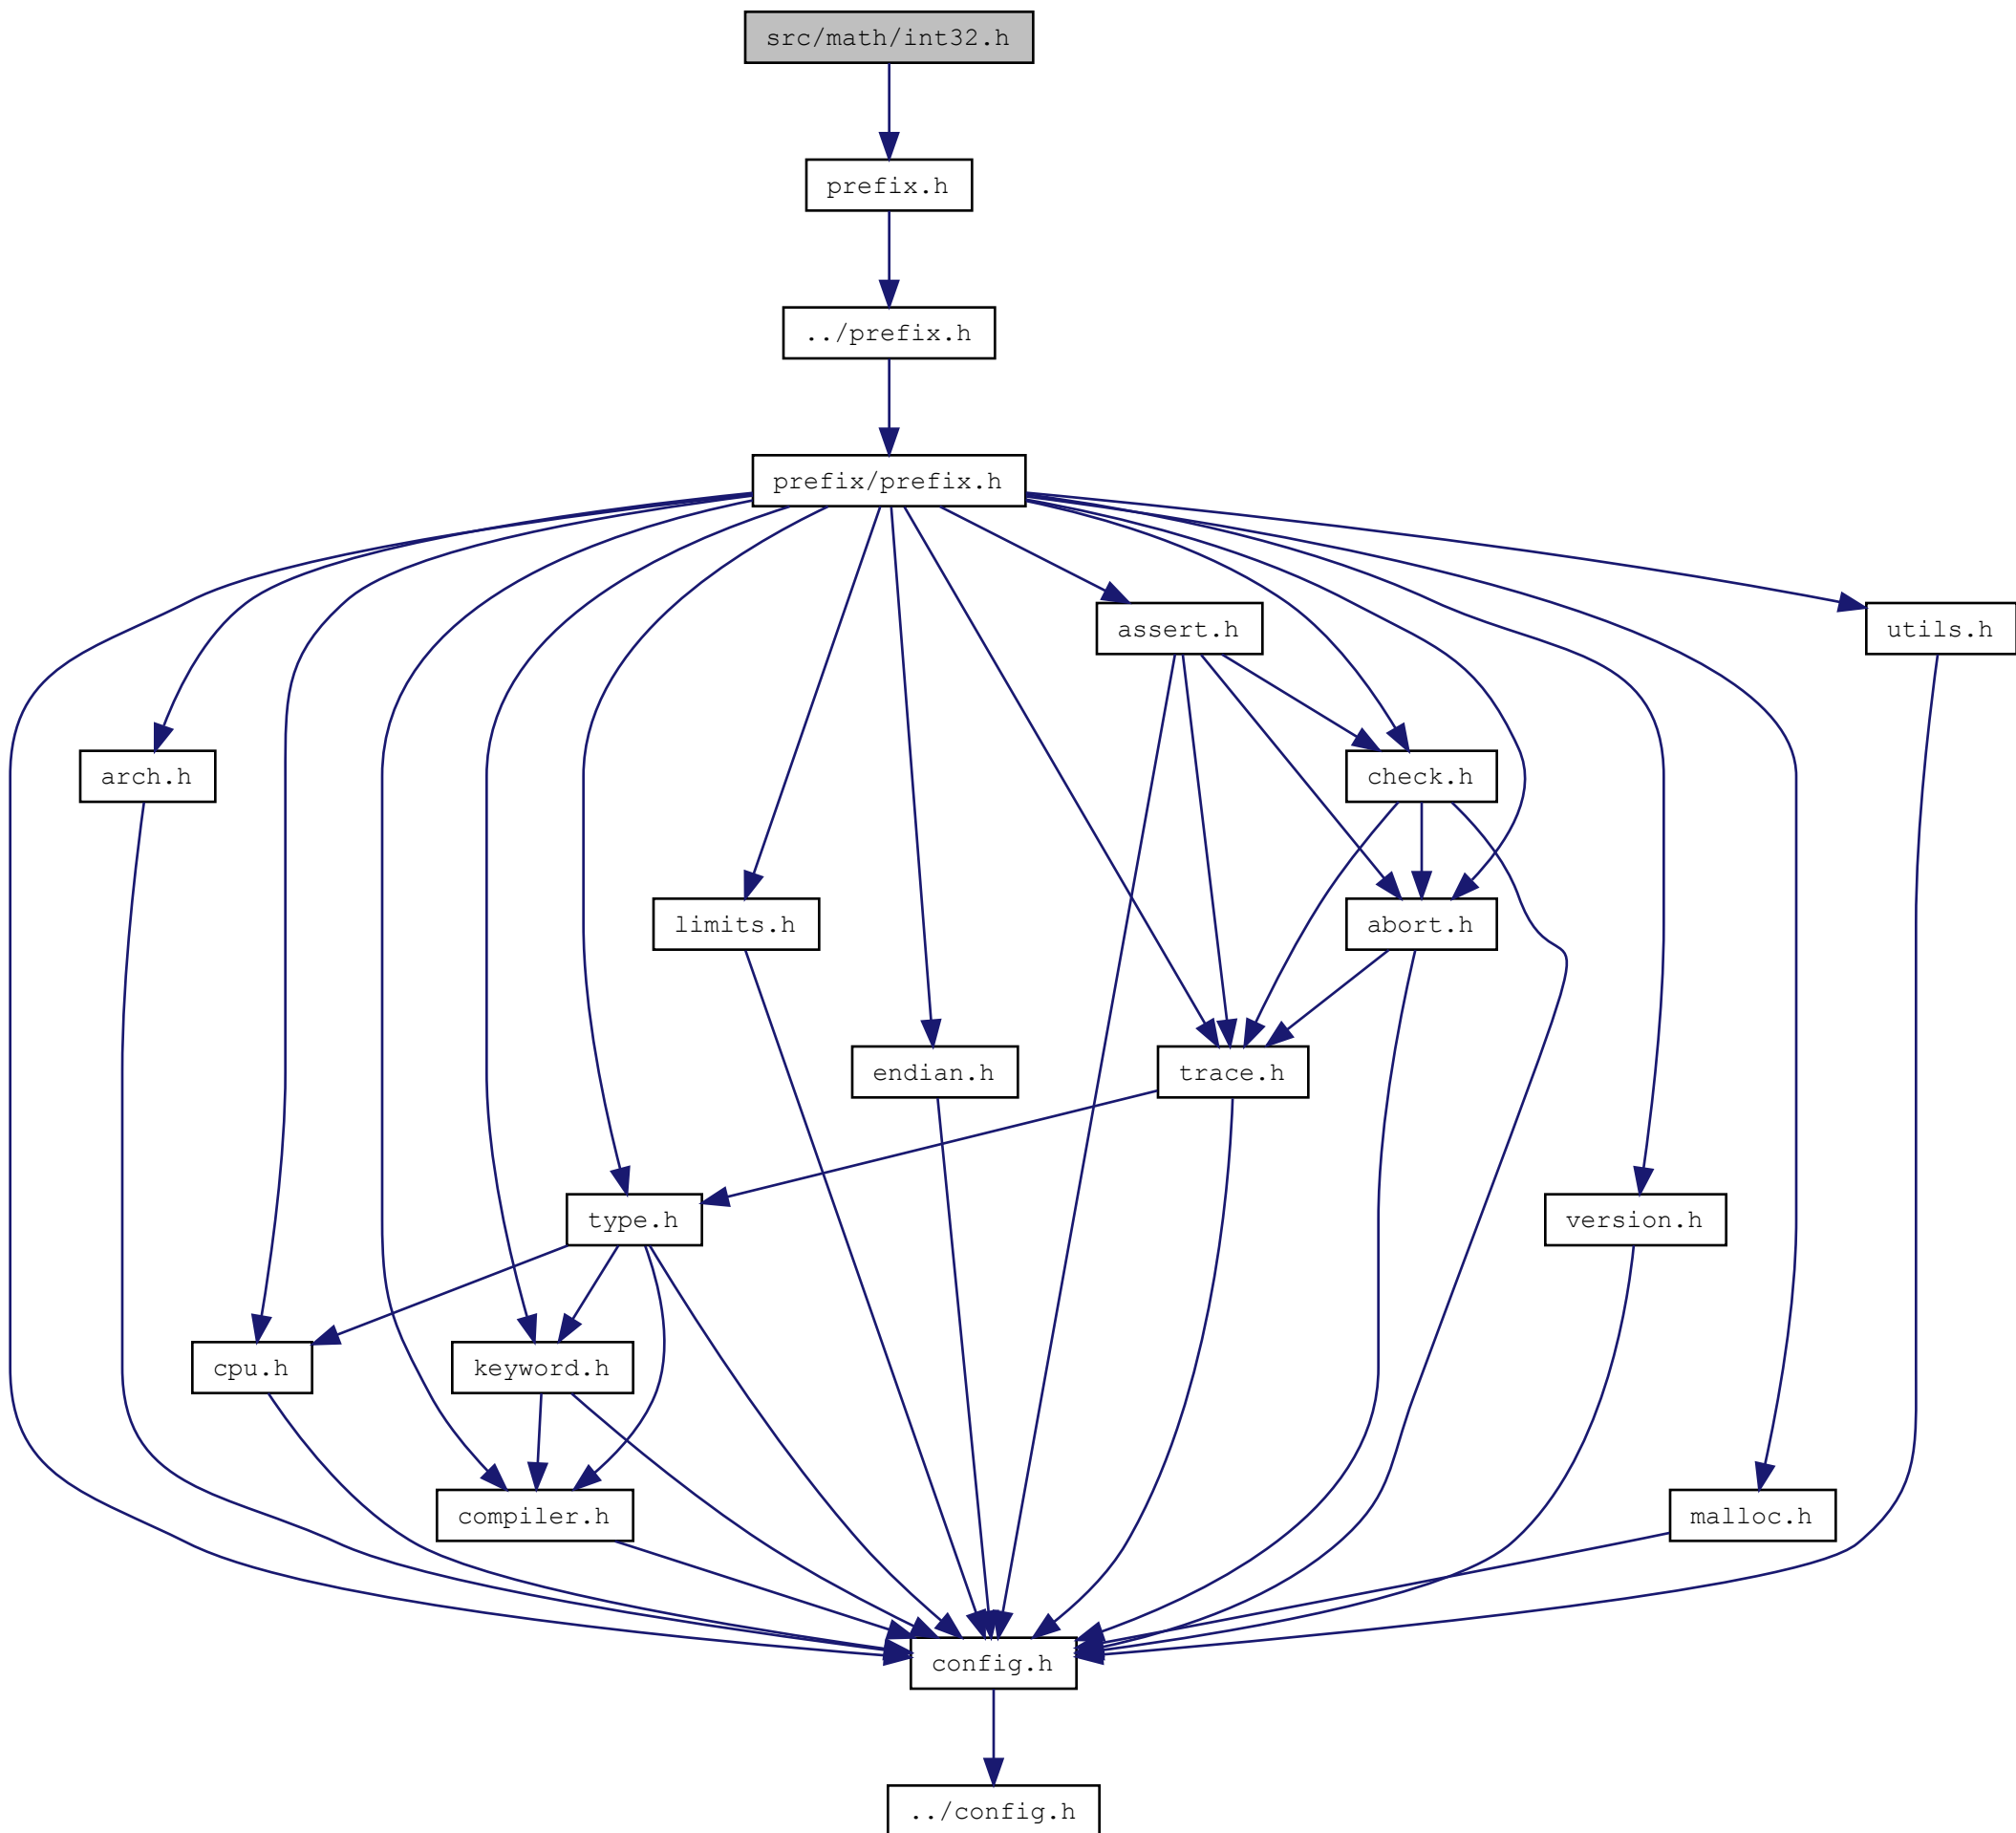 src/math/int32.h
prefix.h
../prefix.h
prefix/prefix.h
assert.h
utils.h
arch.h
check.h
limits.h
abort.h
endian.h
trace.h
type.h
version.h
cpu.h
keyword.h
compiler.h
malloc.h
config.h
../config.h